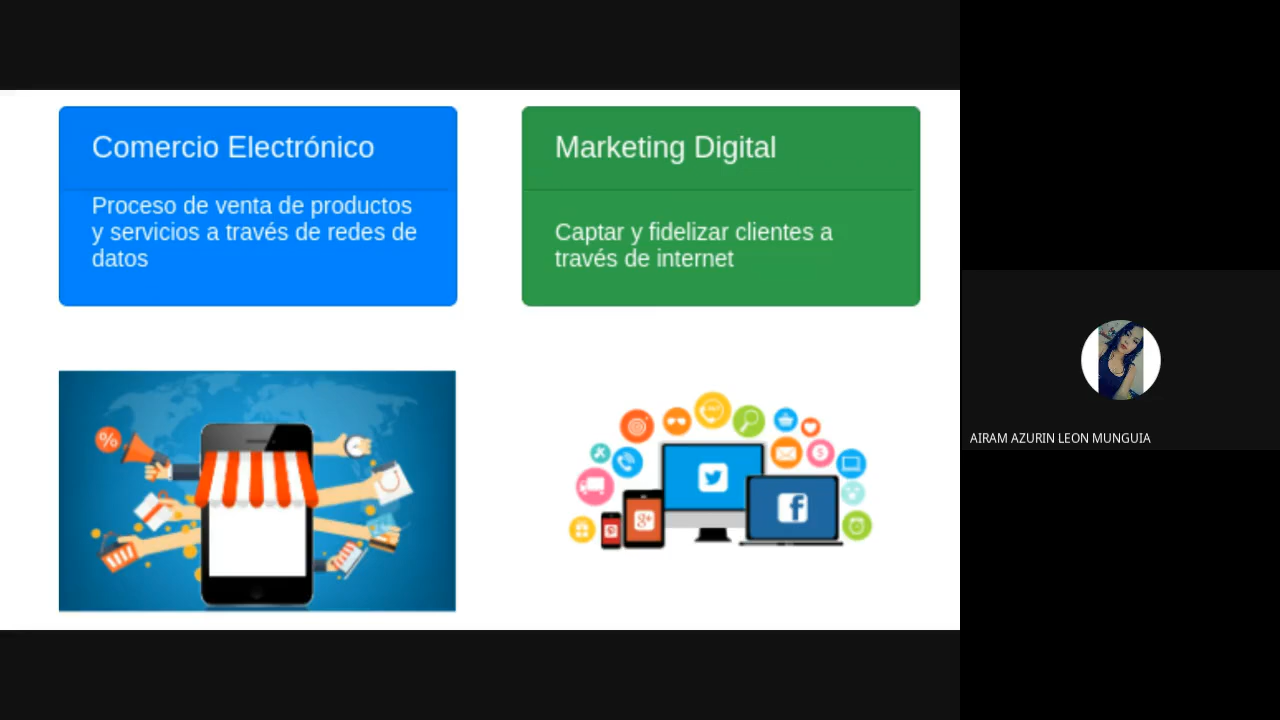 Comercio Electrónico
Proceso de venta de productos
y servicios a través de redes de
datos
Marketing Digital
Captar y fidelizar clientes a
través de internet
%
g+
f
$
AIRAM AZURIN LEON MUNGUIA